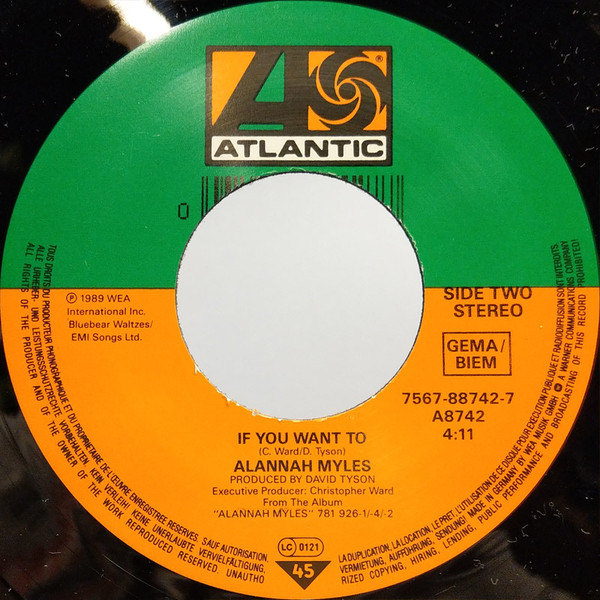 ATLANTIC
®
0
℗ 1989 WEA
International Inc.
Bluebear Waltzes/
EMI Songs Ltd.
SIDE TWO
STEREO
GEMA/
BIEM
7567-88742-7
A8742
4:11
IF YOU WANT TO
(C. Ward/D. Tyson)
ALANNAH MYLES
PRODUCED BY DAVID TYSON
Executive Producer: Christopher Ward
From The Album
"ALANNAH MYLES" 781 926-1/-4/-2
LC 0121
45
TOUS DROITS DU PRODUCTEUR PHONOGRAPHIQUE ET DU PROPRIETAIRE DE L'ŒUVRE ENREGISTREE RESERVES. SAUF AUTORISATION, LA DUPLICATION, LA LOCATION, LE PRET, L'UTILISATION DE CE DISQUE POUR EXECUTION PUBLIQUE ET RADIODIFFUSION SONT INTERDITS
ALLE URHEBER- UND LEISTUNGSSCHUTZRECHTE VORBEHALTEN. KEIN VERLEIH! KEINE UNERLAUBTE VERVIELFÄLTIGUNG, VERMIETUNG, AUFFÜHRUNG, SENDUNG! MADE IN GERMANY BY WEA MUSIK GMBH A WARNER COMMUNICATIONS COMPANY
ALL RIGHTS OF THE PRODUCER AND OF THE OWNER OF THE WORK REPRODUCED RESERVED. UNAUTHORIZED COPYING, HIRING, LENDING, PUBLIC PERFORMANCE AND BROADCASTING OF THIS RECORD PROHIBITED!